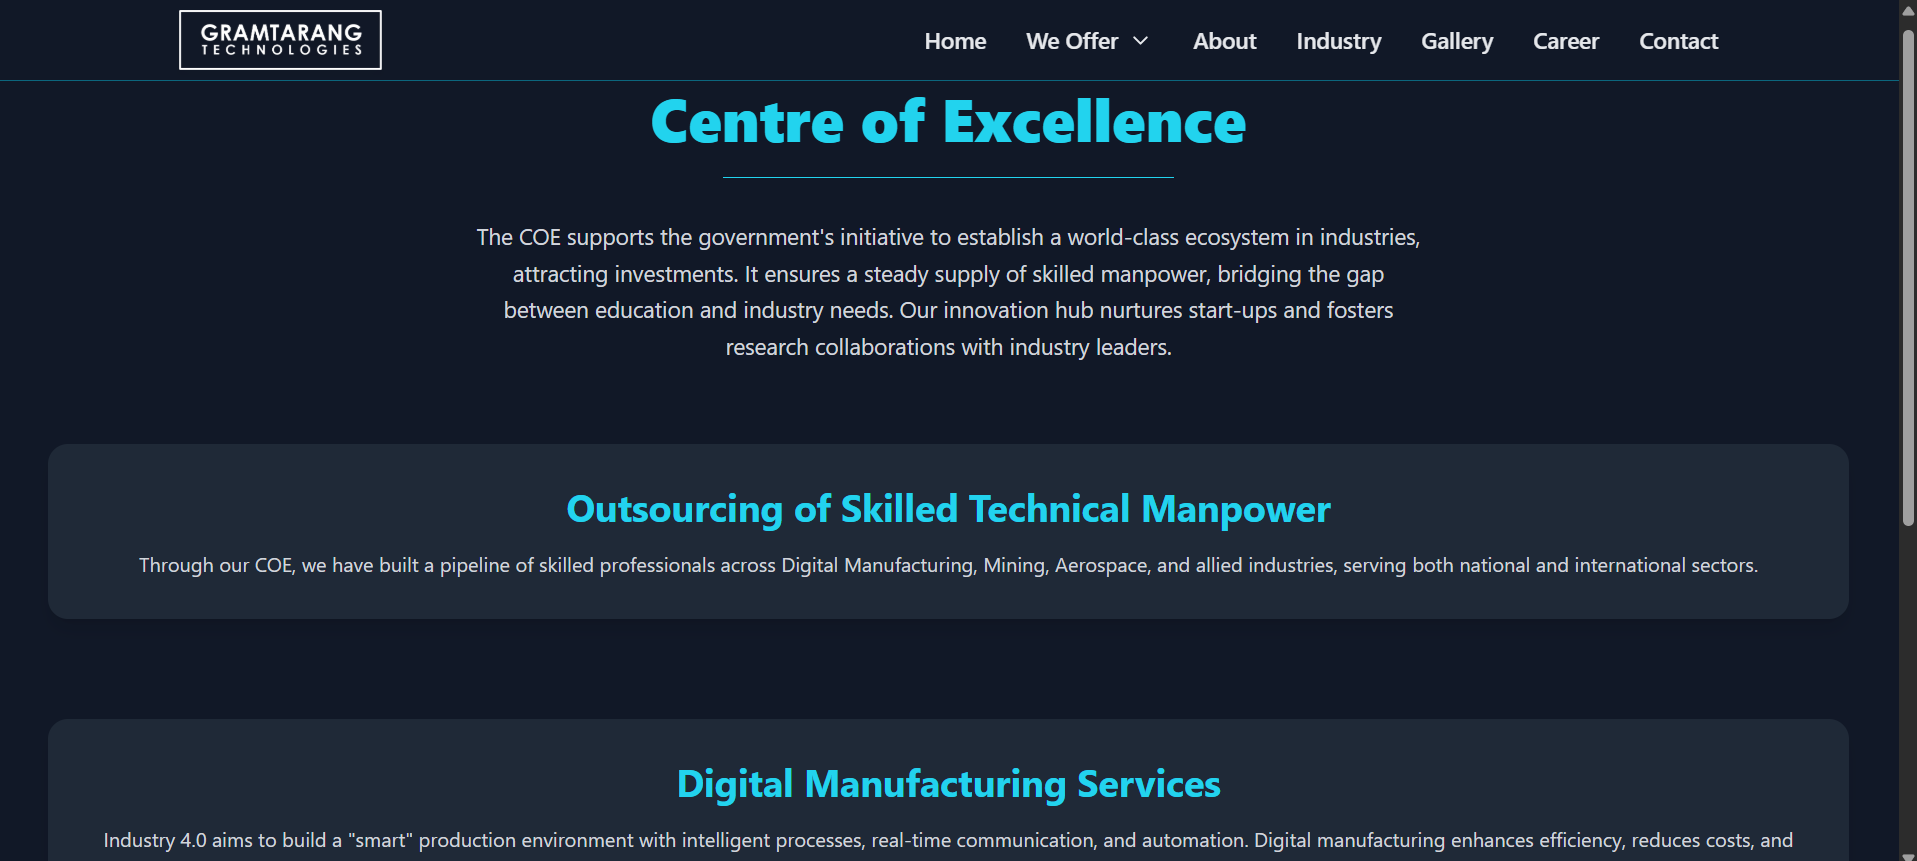 GRAMTARANG
TECHNOLOGIES
Home We Offer About Industry Gallery Career Contact
Centre of Excellence
The COE supports the government's initiative to establish a world-class ecosystem in industries,
attracting investments. It ensures a steady supply of skilled manpower, bridging the gap
between education and industry needs. Our innovation hub nurtures start-ups and fosters
research collaborations with industry leaders.
Outsourcing of Skilled Technical Manpower
Through our COE, we have built a pipeline of skilled professionals across Digital Manufacturing, Mining, Aerospace, and allied industries, serving both national and international sectors.
Digital Manufacturing Services
Industry 4.0 aims to build a "smart" production environment with intelligent processes, real-time communication, and automation. Digital manufacturing enhances efficiency, reduces costs, and